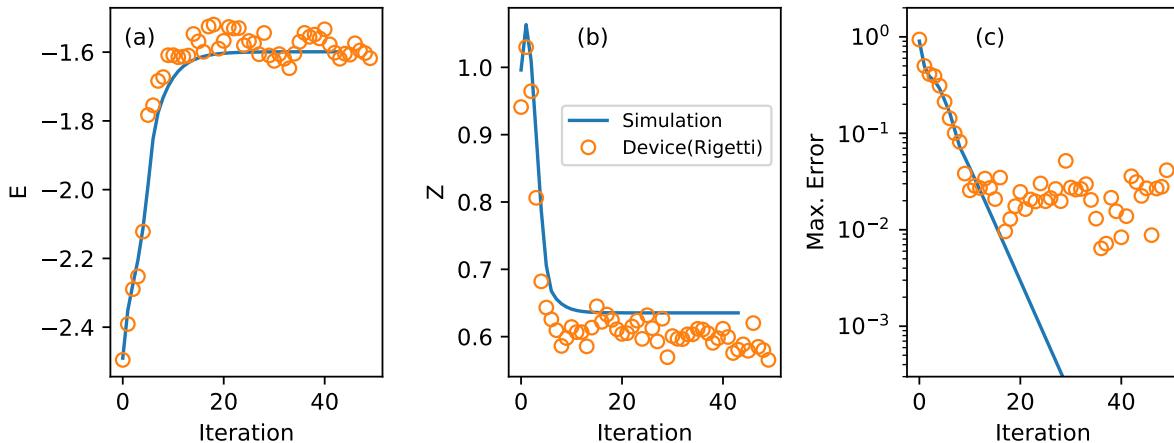 (a)
E
−1.6
−1.8
−2.0
−2.2
−2.4
0
20
40
Iteration
(b)
Z
1.0
0.9
0.8
0.7
0.6
Simulation
Device(Rigetti)
0
20
40
Iteration
(c)
Max. Error
10⁰
10⁻¹
10⁻²
10⁻³
0
20
40
Iteration